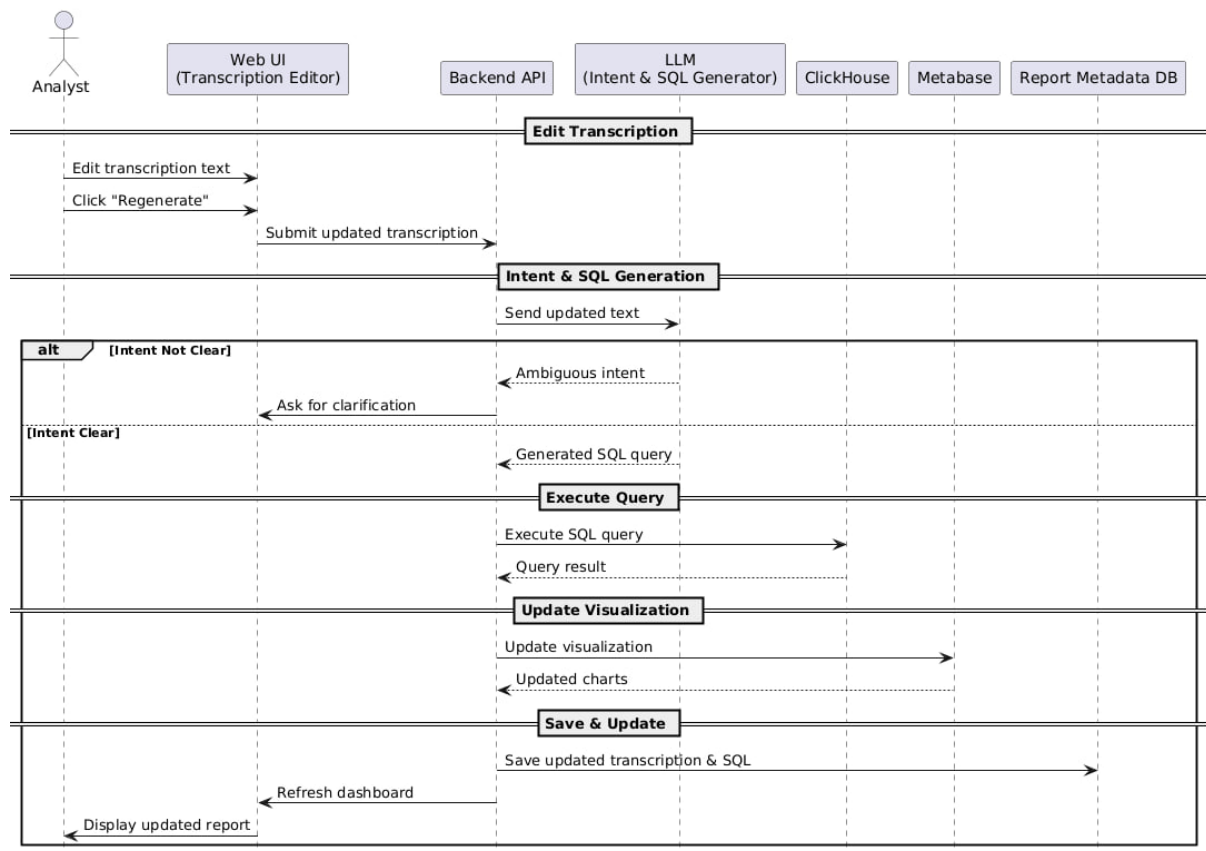 Analyst
Web UI
(Transcription Editor)
Backend API
LLM
(Intent & SQL Generator)
ClickHouse
Metabase
Report Metadata DB
Edit Transcription
Edit transcription text
Click "Regenerate"
Submit updated transcription
Intent & SQL Generation
Send updated text
alt [Intent Not Clear]
Ambiguous intent
Ask for clarification
[Intent Clear]
Generated SQL query
Execute Query
Execute SQL query
Query result
Update Visualization
Update visualization
Updated charts
Save & Update
Save updated transcription & SQL
Refresh dashboard
Display updated report